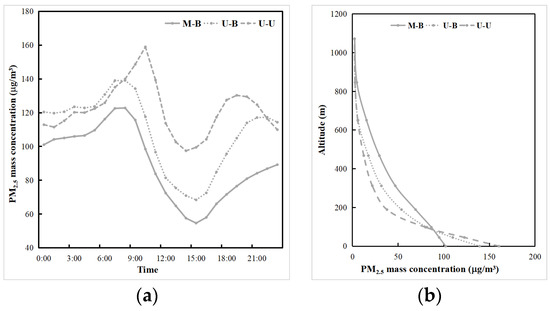 M-B U-B U-U
PM2.5 mass concentration (μg/m³)
180
160
140
120
100
80
60
40
0:00 3:00 6:00 9:00 12:00 15:00 18:00 21:00
Time
(a)
M-B U-B U-U
Altitude (m)
1200
1000
800
600
400
200
0
0 50 100 150 200
PM2.5 mass concentration (μg/m³)
(b)